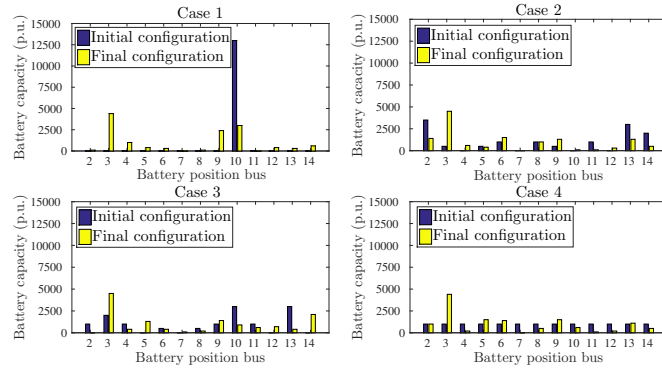 Case 1
Battery capacity (p.u.)
15000
12500
10000
7500
5000
2500
0
Initial configuration
Final configuration
2 3 4 5 6 7 8 9 10 11 12 13 14
Battery position bus
Case 2
Battery cacacity (p.u.)
15000
12500
10000
7500
5000
2500
0
Initial configuration
Final configuration
2 3 4 5 6 7 8 9 10 11 12 13 14
Battery position bus
Case 3
Battery capacity (p.u.)
15000
12500
10000
7500
5000
2500
0
Initial configuration
Final configuration
2 3 4 5 6 7 8 9 10 11 12 13 14
Battery position bus
Case 4
Battery capacity (p.u.)
15000
12500
10000
7500
5000
2500
0
Initial configuration
Final configuration
2 3 4 5 6 7 8 9 10 11 12 13 14
Battery position bus